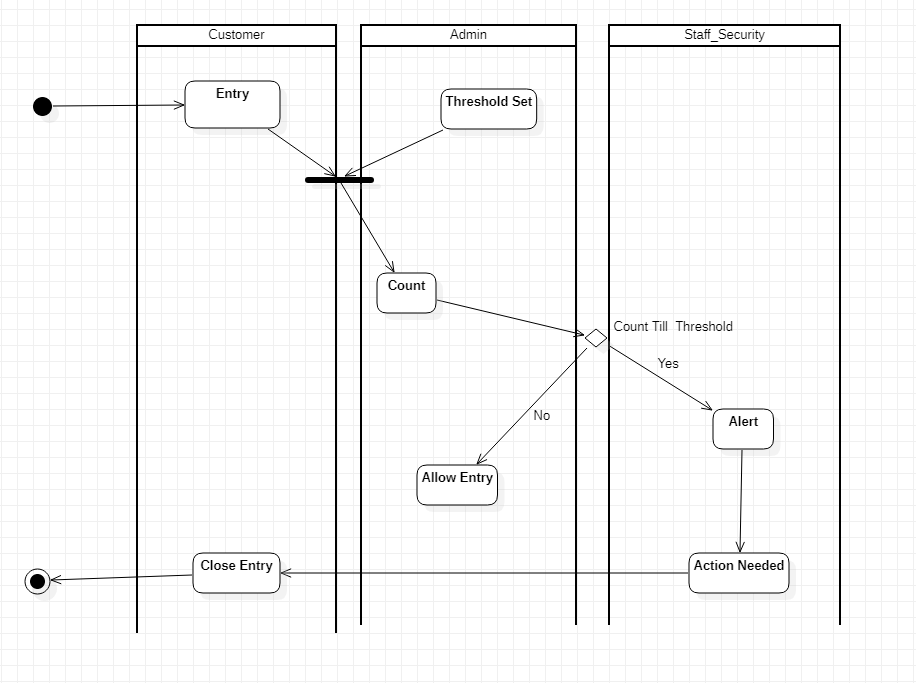 Customer
Admin
Staff_Security
Entry
Threshold Set
Count
Count Till  Threshold
Yes
No
Alert
Allow Entry
Close Entry
Action Needed